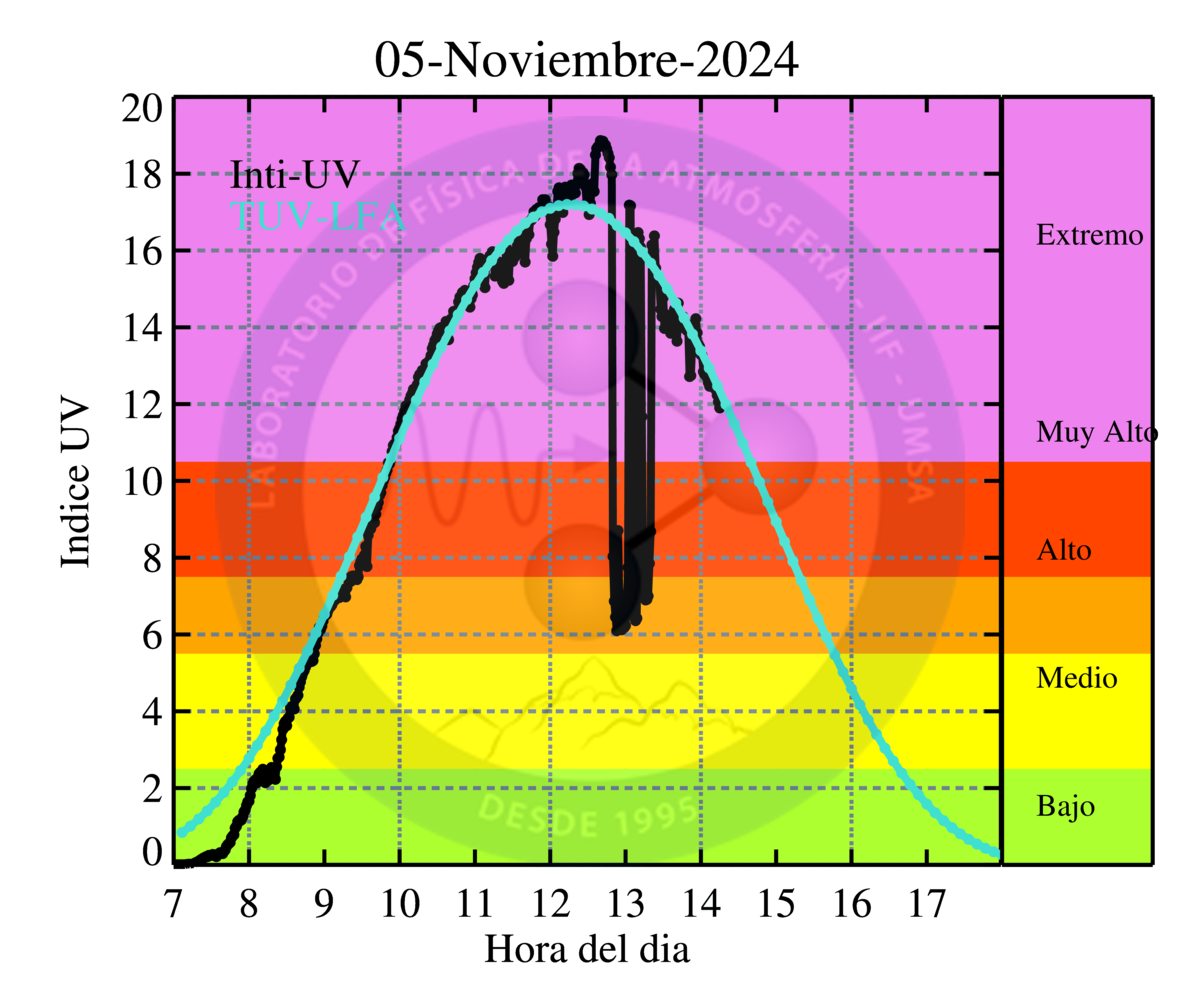 05-Noviembre-2024
20
18
16
14
12
10
8
6
4
2
0
Indice UV
Inti-UV
TUV-LFA
LABORATORIO DE FÍSICA DE LA ATMÓSFERA - IIF - UMSA
DESDE 1995
Extremo
Muy Alto
Alto
Medio
Bajo
7 8 9 10 11 12 13 14 15 16 17
Hora del dia